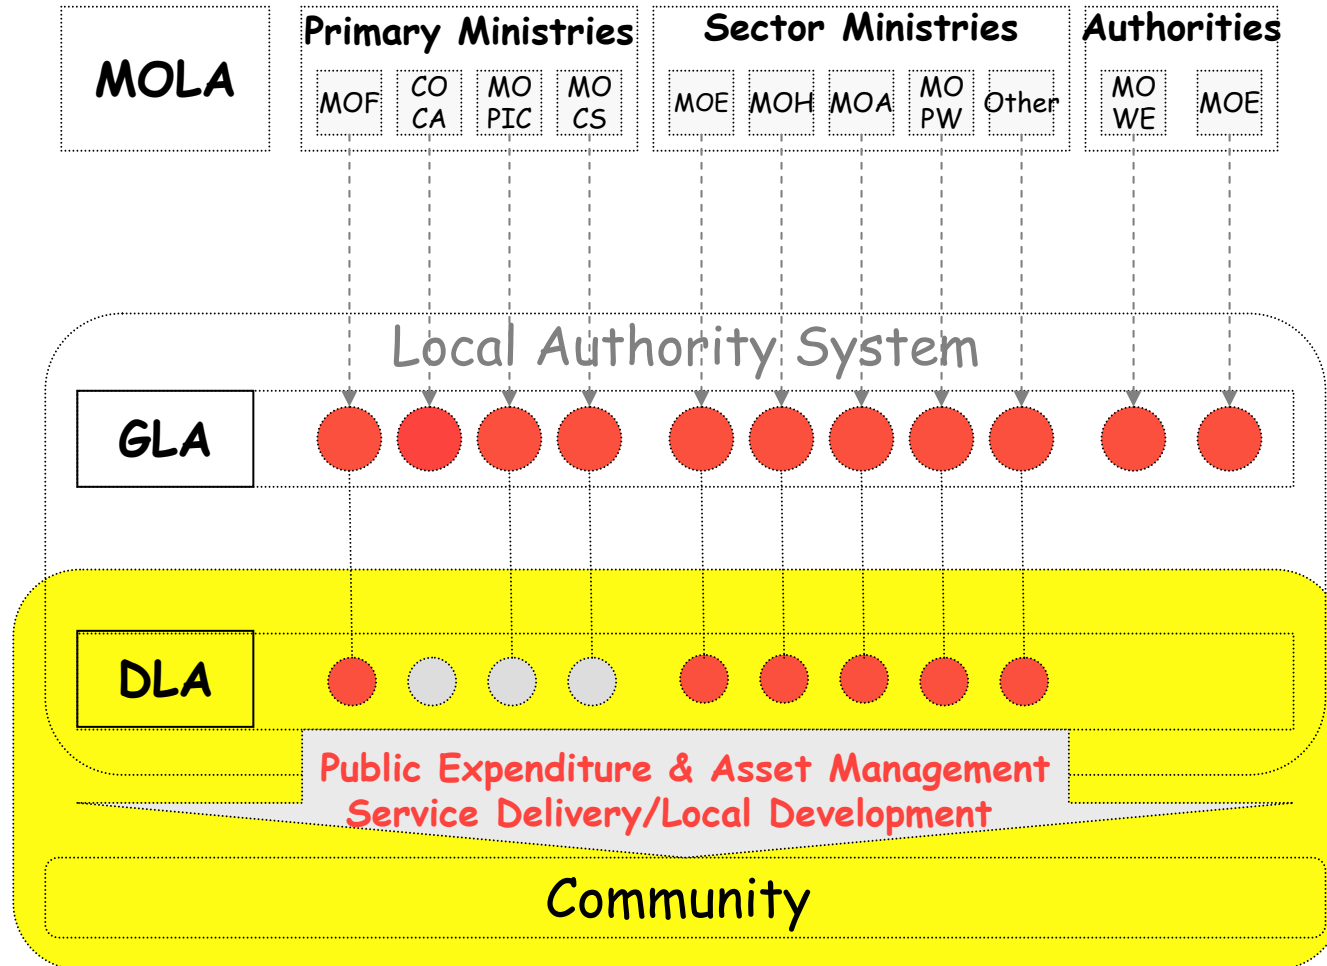 MOLA
Primary Ministries
MOF
CO
CA
MO
PIC
MO
CS
Sector Ministries
MOE
MOH
MOA
MO
PW
Other
Authorities
MO
WE
MOE
Local Authority System
GLA
DLA
Public Expenditure & Asset Management
Service Delivery/Local Development
Community